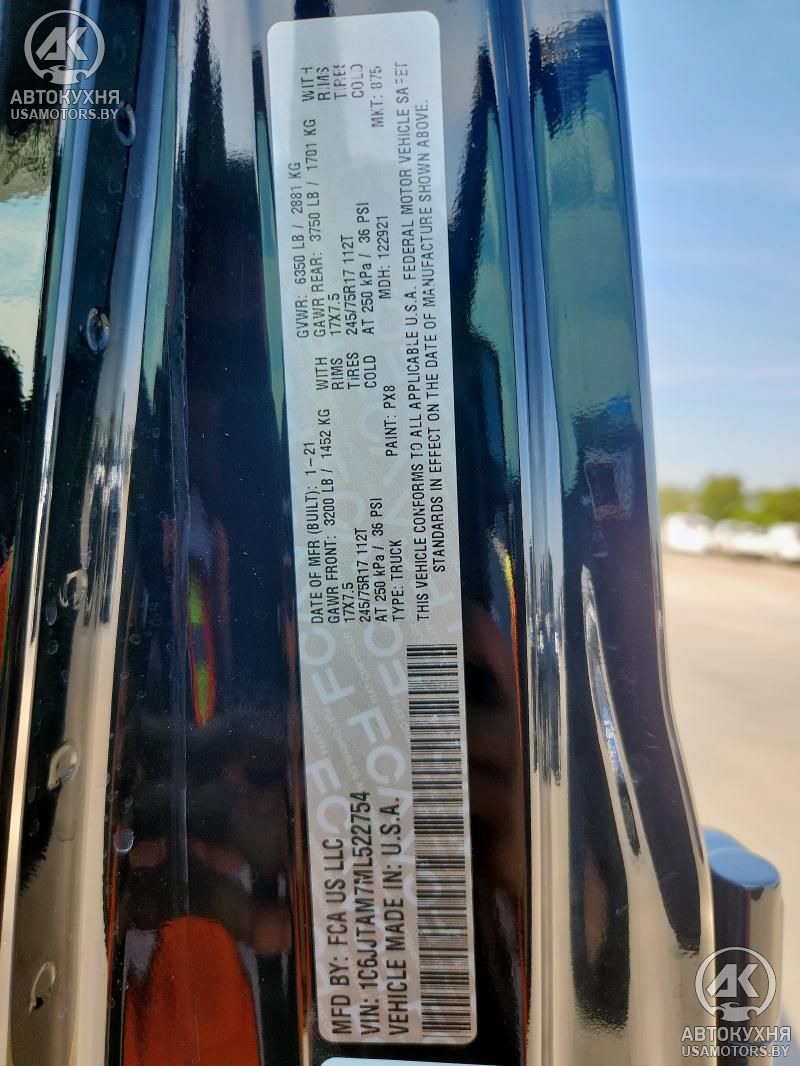 MFD BY: FCA US LLC
VIN: 1C6JJTAM7ML522754
VEHICLE MADE IN: U.S.A.
DATE OF MFR (BUILT): 1-21
GAWR FRONT: 3200 LB / 1452 KG WITH
17X7.5 RIMS
245/75R17 112T TIRES
AT 250 kPa / 36 PSI COLD
TYPE: TRUCK PAINT: PX8
GVWR: 6350 LB / 2881 KG
GAWR REAR: 3750 LB / 1701 KG WITH
17X7.5 RIMS
245/75R17 112T TIRES
AT 250 kPa / 36 PSI COLD
MDH: 122921 MKT: 875
THIS VEHICLE CONFORMS TO ALL APPLICABLE U.S.A. FEDERAL MOTOR VEHICLE SAFET
STANDARDS IN EFFECT ON THE DATE OF MANUFACTURE SHOWN ABOVE.
АК
АВТОКУХНЯ
USAMOTORS.BY
АК
АВТОКУХНЯ
USAMOTORS.BY